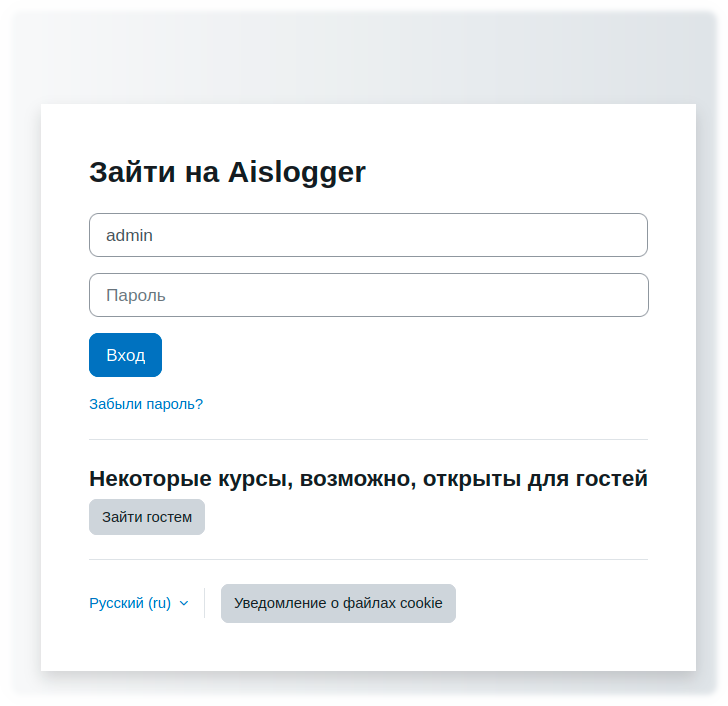 Зайти на Aislogger
admin
Пароль
Вход
Забыли пароль?
Некоторые курсы, возможно, открыты для гостей
Зайти гостем
Русский (ru)
Уведомление о файлах cookie